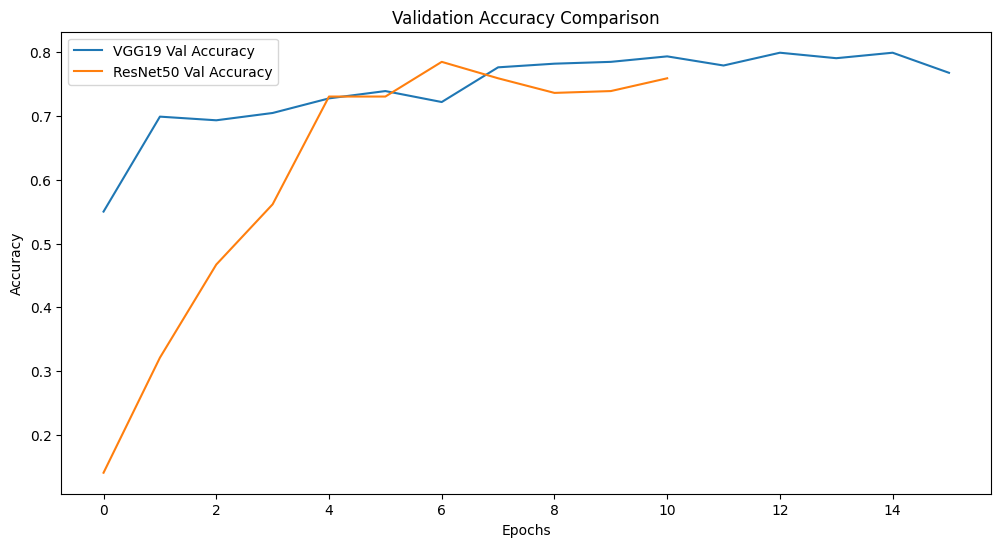 Validation Accuracy Comparison
VGG19 Val Accuracy
ResNet50 Val Accuracy
Accuracy
0.8
0.7
0.6
0.5
0.4
0.3
0.2
0 2 4 6 8 10 12 14
Epochs